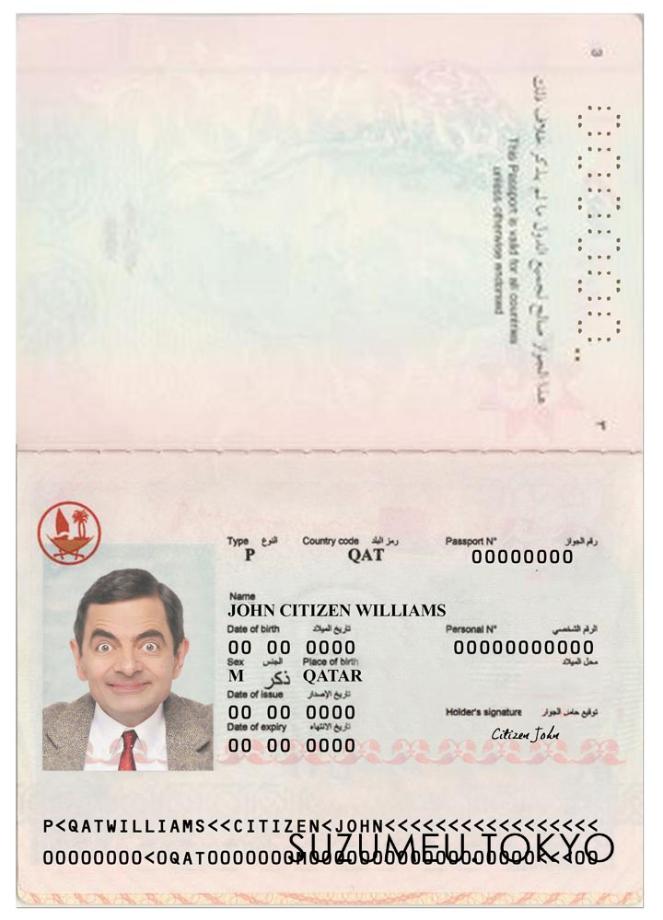 3
هذا الجواز صالح لجميع الدول ما لم يذكر خلاف ذلك
This Passport is valid for all countries
unless otherwise endorsed
٣
Type النوع Country code رمز البلد Passport N° رقم الجواز
P QAT 00000000
Name
JOHN CITIZEN WILLIAMS
Date of birth تاريخ الميلاد Personal N° الرقم الشخصي
00 00 0000 00000000000
Sex الجنس Place of birth محل الميلاد
M ذكر QATAR
Date of issue تاريخ الإصدار
00 00 0000 Holder's signature توقيع حامل الجواز
Date of expiry تاريخ الانتهاء Citizen John
00 00 0000
P<QATWILLIAMS<<CITIZEN<JOHN<<<<<<<<<<<<<<<<<
SUZUMEU.TOKYO